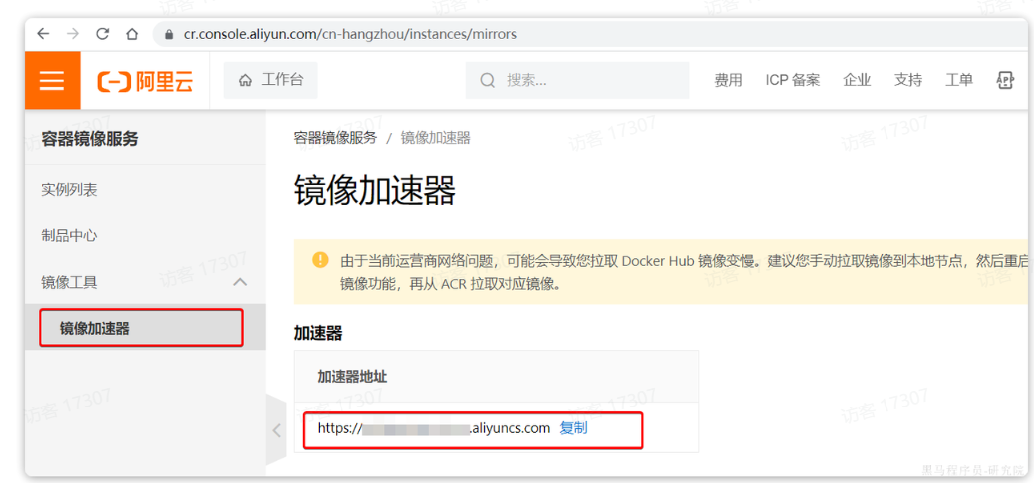 cr.console.aliyun.com/cn-hangzhou/instances/mirrors
阿里云
工作台
搜索...
费用
ICP 备案
企业
支持
工单
容器镜像服务
容器镜像服务 / 镜像加速器
实例列表
镜像加速器
制品中心
由于当前运营商网络问题，可能会导致您拉取 Docker Hub 镜像变慢。建议您手动拉取镜像到本地节点，然后重启
镜像工具
镜像功能，再从 ACR 拉取对应镜像。
镜像加速器
加速器
加速器地址
https://
.aliyuncs.com 复制
访客 17307
黑马程序员-研究院